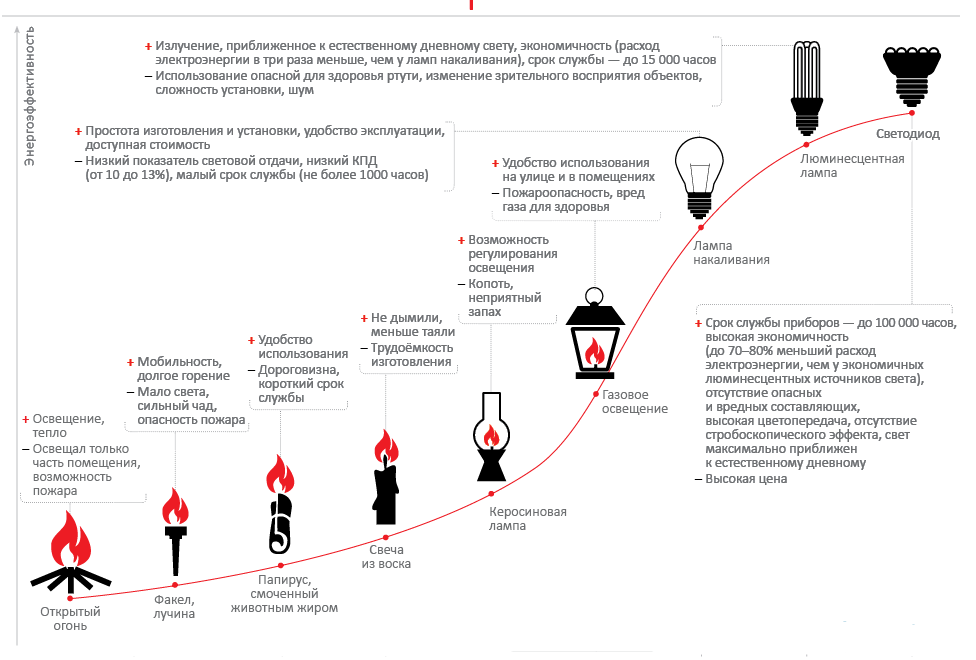 Энергоэффективность
+ Излучение, приближенное к естественному дневному свету, экономичность (расход
электроэнергии в три раза меньше, чем у ламп накаливания), срок службы — до 15 000 часов
– Использование опасной для здоровья ртути, изменение зрительного восприятия объектов,
сложность установки, шум
Светодиод
Люминесцентная
лампа
+ Простота изготовления и установки, удобство эксплуатации,
доступная стоимость
– Низкий показатель световой отдачи, низкий КПД
(от 10 до 13%), малый срок службы (не более 1000 часов)
+ Удобство использования
на улице и в помещениях
– Пожароопасность, вред
газа для здоровья
Лампа
накаливания
+ Возможность
регулирования
освещения
– Копоть,
неприятный
запах
+ Не дымили,
меньше таяли
– Трудоёмкость
изготовления
+ Удобство
использования
– Дороговизна,
короткий срок
службы
+ Мобильность,
долгое горение
– Мало света,
сильный чад,
опасность пожара
+ Освещение,
тепло
– Освещал только
часть помещения,
возможность
пожара
+ Срок службы приборов — до 100 000 часов,
высокая экономичность
(до 70–80% меньший расход
электроэнергии, чем у экономичных
люминесцентных источников света),
отсутствие опасных
и вредных составляющих,
высокая цветопередача, отсутствие
стробоскопического эффекта, свет
максимально приближен
к естественному дневному
– Высокая цена
Газовое
освещение
Керосиновая
лампа
Свеча
из воска
Папирус,
смоченный
животным жиром
Факел,
лучина
Открытый
огонь